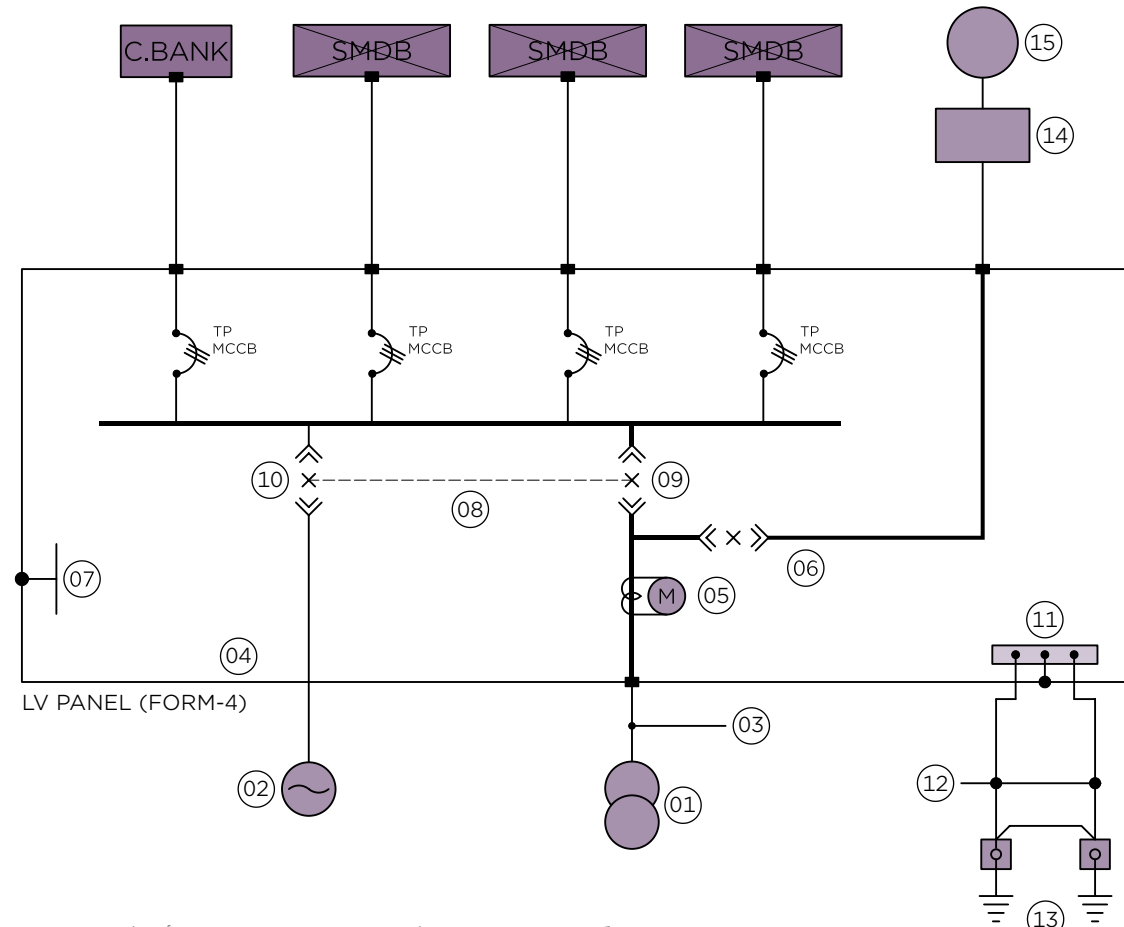 C.BANK
SMDB
SMDB
SMDB
15
14
TP
MCCB
TP
MCCB
TP
MCCB
TP
MCCB
10
09
08
06
07
M
05
11
04
LV PANEL (FORM-4)
03
02
01
12
13